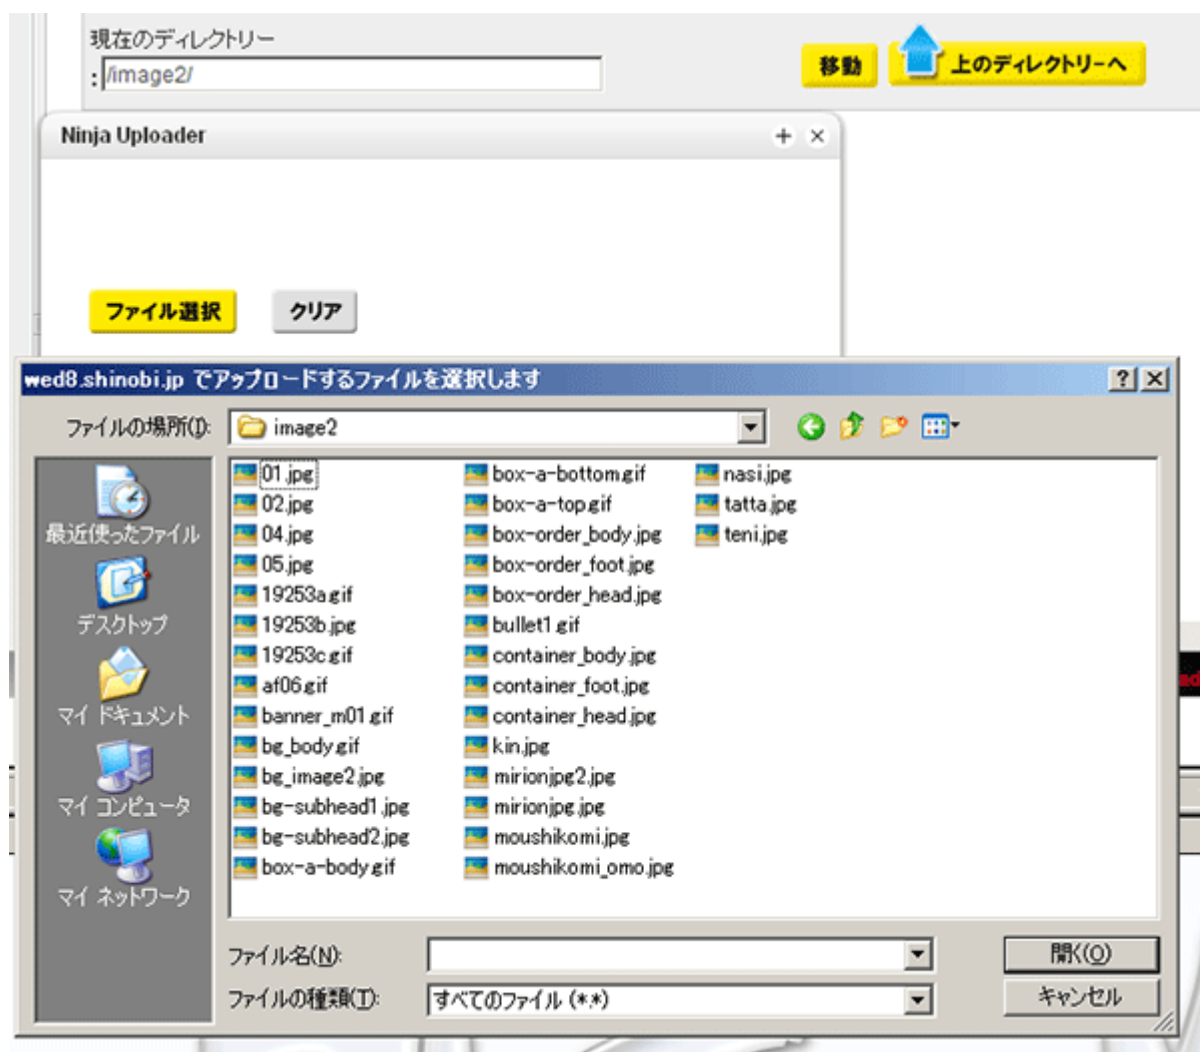 現在のディレクトリー
: /image2/
移動
上のディレクトリーへ
Ninja Uploader
ファイル選択
クリア
wed8.shinobi.jp でアップロードするファイルを選択します
ファイルの場所(I):
image2
最近使ったファイル
デスクトップ
マイ ドキュメント
マイ コンピュータ
マイ ネットワーク
01.jpg
02.jpg
04.jpg
05.jpg
19253a.gif
19253b.jpg
19253c.gif
af06.gif
banner_m01.gif
bg_body.gif
bg_image2.jpg
bg-subhead1.jpg
bg-subhead2.jpg
box-a-body.gif
box-a-bottom.gif
box-a-top.gif
box-order_body.jpg
box-order_foot.jpg
box-order_head.jpg
bullet1.gif
container_body.jpg
container_foot.jpg
container_head.jpg
kin.jpg
mirionjpg2.jpg
mirionjpg.jpg
moushikomi.jpg
moushikomi_omo.jpg
nasi.jpg
tatta.jpg
teni.jpg
ファイル名(N):
開く(O)
ファイルの種類(T):
すべてのファイル (*.*)
キャンセル